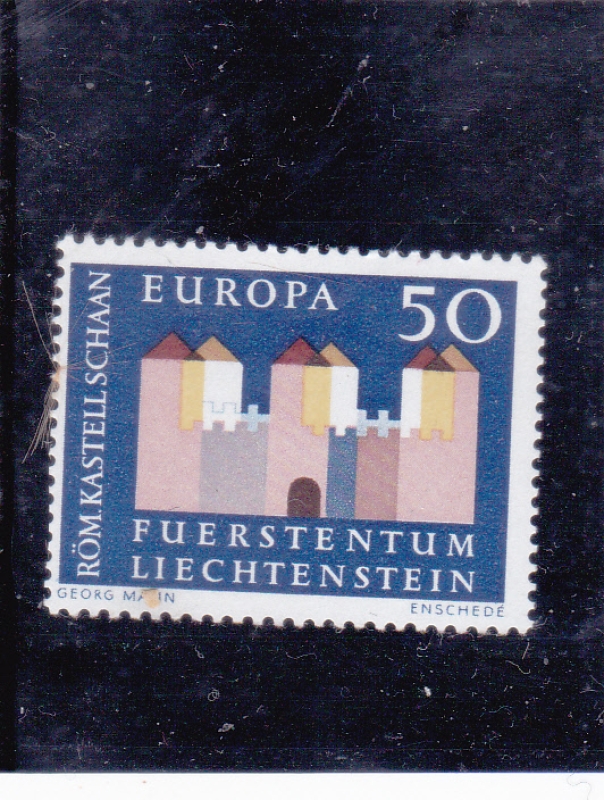 EUROPA 50
RÖM. KASTELL SCHAAN
FUERSTENTUM
LIECHTENSTEIN
GEORG
ENSCHEDÉ